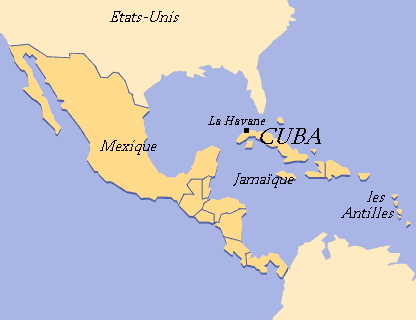 Etats-Unis
La Havane
CUBA
Mexique
Jamaïque
les
Antilles